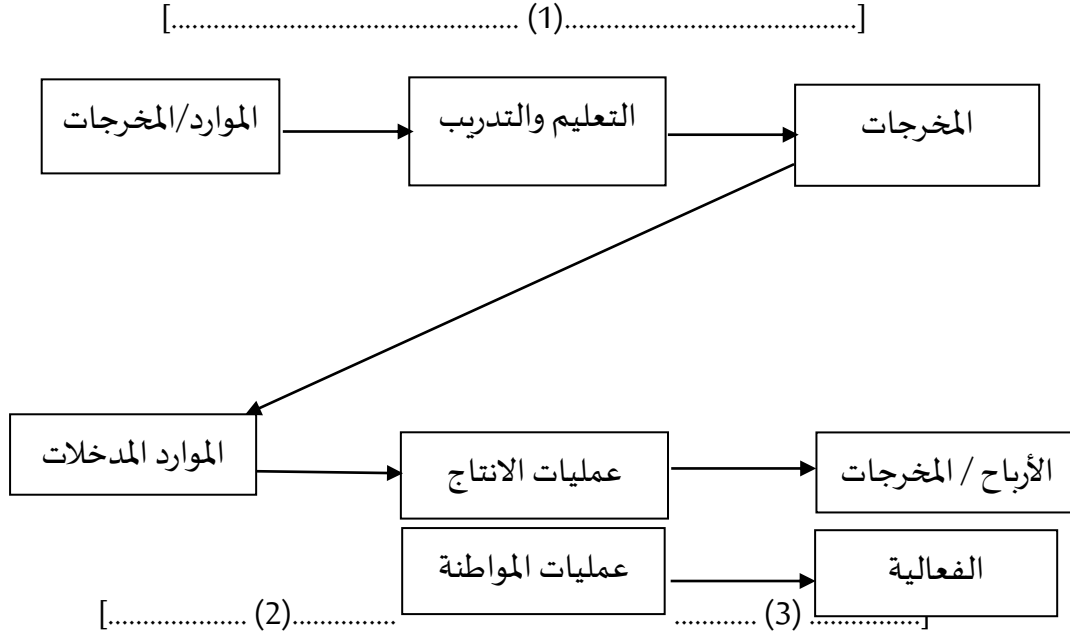 [.................................................. (1)..........................................]
الموارد/المخرجات
التعليم والتدريب
المخرجات
الموارد المدخلات
عمليات الانتاج
الأرباح / المخرجات
عمليات المواطنة
الفعالية
[.................... (2)............... ............ (3) ................]